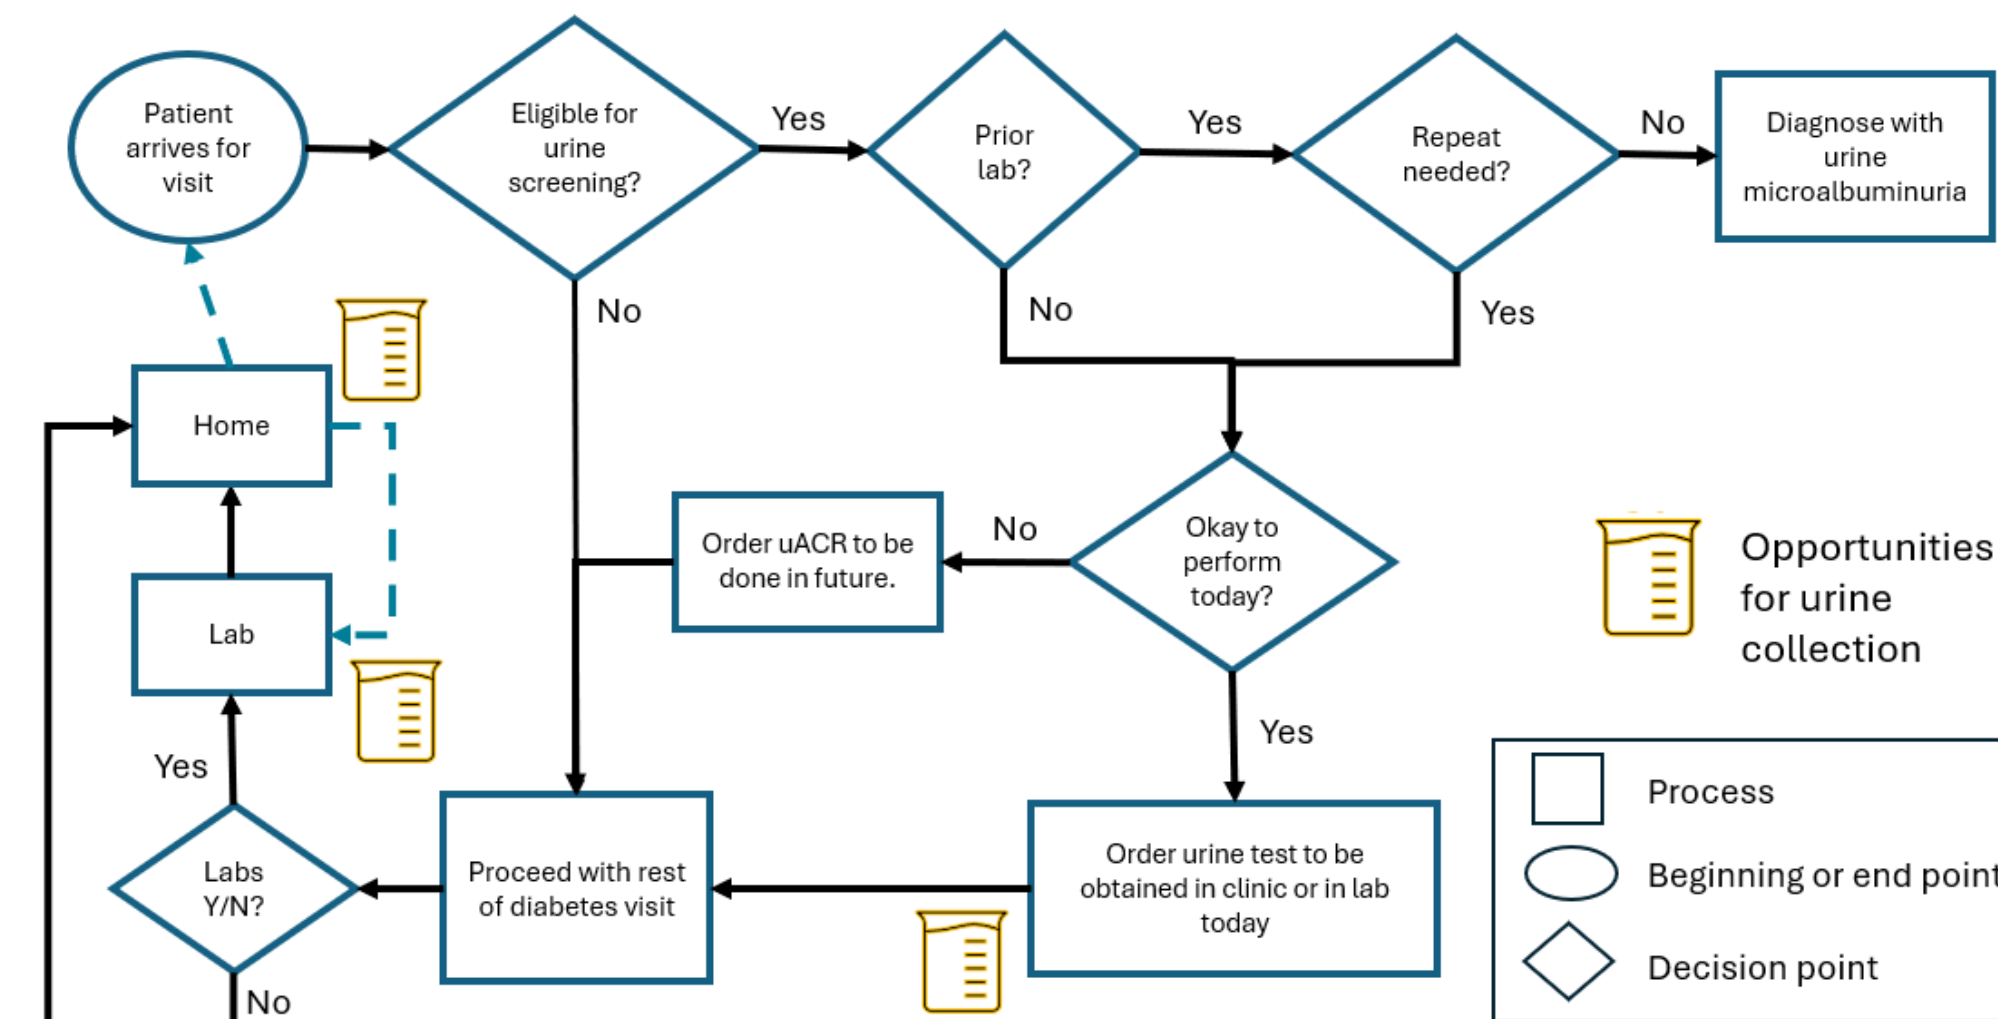 Patient
arrives for
visit
Eligible for
urine
screening?
Yes
Prior
lab?
Yes
Repeat
needed?
No
Diagnose with
urine
microalbuminuria
No
No
Yes
Home
Order uACR to be
done in future.
No
Okay to
perform
today?
Opportunities
for urine
collection
Lab
Yes
Yes
Labs
Y/N?
Proceed with rest
of diabetes visit
Order urine test to be
obtained in clinic or in lab
today
No
Process
Beginning or end point
Decision point